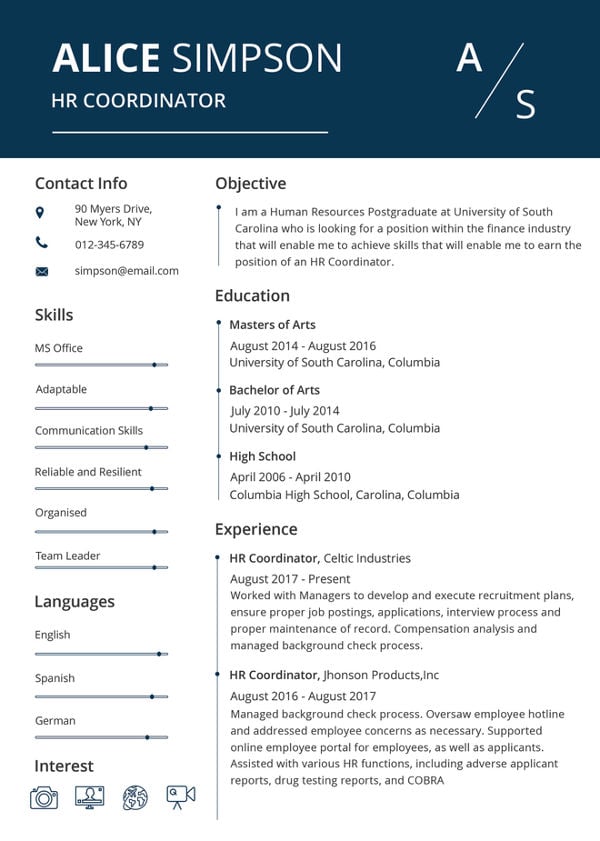 ALICE SIMPSON
HR COORDINATOR
A
S
Contact Info
90 Myers Drive,
New York, NY
012-345-6789
simpson@email.com
Skills
MS Office
Adaptable
Communication Skills
Reliable and Resilient
Organised
Team Leader
Languages
English
Spanish
German
Interest
Objective
I am a Human Resources Postgraduate at University of South
Carolina who is looking for a position within the finance industry
that will enable me to achieve skills that will enable me to earn the
position of an HR Coordinator.
Education
Masters of Arts
August 2014 - August 2016
University of South Carolina, Columbia
Bachelor of Arts
July 2010 - July 2014
University of South Carolina, Columbia
High School
April 2006 - April 2010
Columbia High School, Carolina, Columbia
Experience
HR Coordinator, Celtic Industries
August 2017 - Present
Worked with Managers to develop and execute recruitment plans,
ensure proper job postings, applications, interview process and
proper maintenance of record. Compensation analysis and
managed background check process.
HR Coordinator, Jhonson Products,Inc
August 2016 - August 2017
Managed background check process. Oversaw employee hotline
and addressed employee concerns as necessary. Supported
online employee portal for employees, as well as applicants.
Assisted with various HR functions, including adverse applicant
reports, drug testing reports, and COBRA